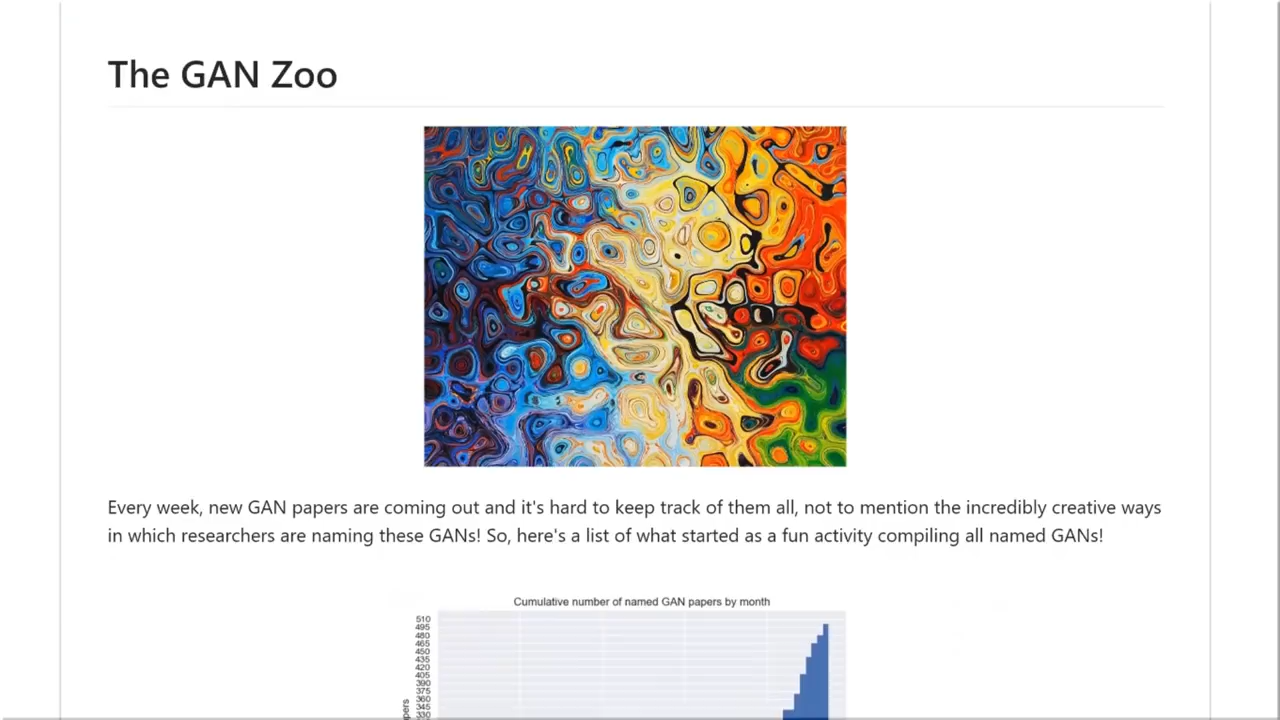 The GAN Zoo
Every week, new GAN papers are coming out and it's hard to keep track of them all, not to mention the incredibly creative ways
in which researchers are naming these GANs! So, here's a list of what started as a fun activity compiling all named GANs!
Cumulative number of named GAN papers by month
510
495
480
465
450
435
420
405
390
375
360
345
330
pers